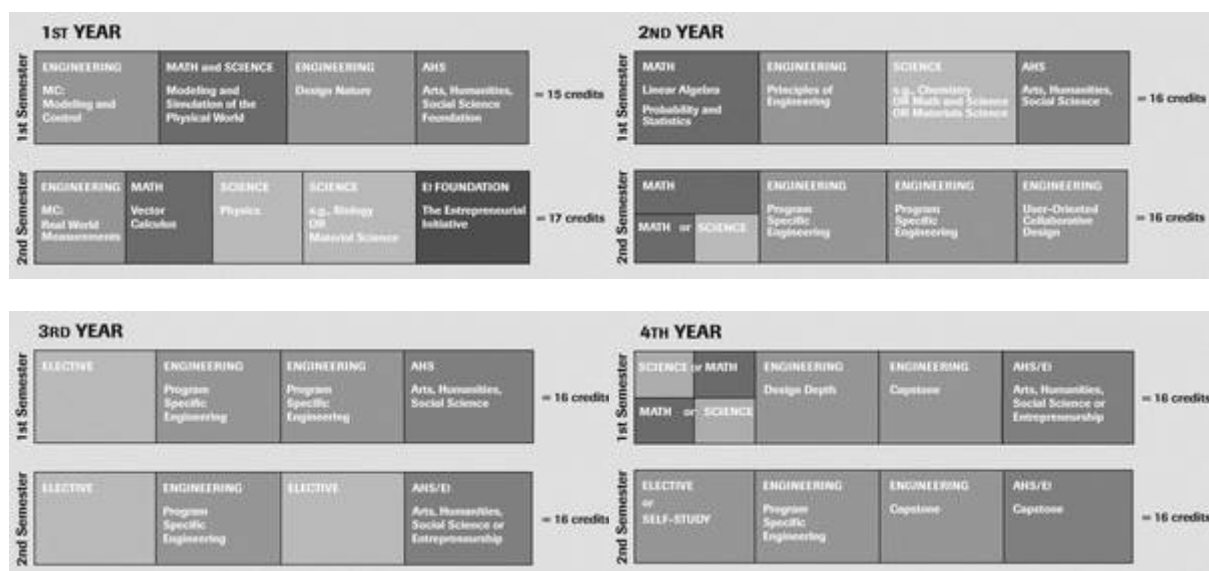 1ST YEAR
1st Semester
ENGINEERING
MC:
Modeling and
Control
MATH and SCIENCE
Modeling and
Simulation of the
Physical World
ENGINEERING
Design Nature
AHS
Arts, Humanities,
Social Science
Foundation
= 15 credits
2nd Semester
ENGINEERING
MC:
Real World
Measurements
MATH
Vector
Calculus
SCIENCE
Physics
SCIENCE
e.g., Biology
OR
Material Science
E! FOUNDATION
The Entrepreneurial
Initiative
= 17 credits
2ND YEAR
1st Semester
MATH
Linear Algebra
Probability and
Statistics
ENGINEERING
Principles of
Engineering
SCIENCE
e.g., Chemistry
OR Math and Science
OR Materials Science
AHS
Arts, Humanities,
Social Science
= 16 credits
2nd Semester
MATH
MATH or SCIENCE
ENGINEERING
Program
Specific
Engineering
ENGINEERING
Program
Specific
Engineering
ENGINEERING
User-Oriented
Collaborative
Design
= 16 credits
3RD YEAR
1st Semester
ELECTIVE
ENGINEERING
Program
Specific
Engineering
ENGINEERING
Program
Specific
Engineering
AHS
Arts, Humanities,
Social Science
= 16 credits
2nd Semester
ELECTIVE
ENGINEERING
Program
Specific
Engineering
ELECTIVE
AHS/E!
Arts, Humanities,
Social Science or
Entrepreneurship
= 16 credits
4TH YEAR
1st Semester
SCIENCE or MATH
MATH or SCIENCE
ENGINEERING
Design Depth
ENGINEERING
Capstone
AHS/E!
Arts, Humanities,
Social Science or
Entrepreneurship
= 16 credits
2nd Semester
ELECTIVE
or
SELF-STUDY
ENGINEERING
Program
Specific
Engineering
ENGINEERING
Capstone
AHS/E!
Capstone
= 16 credits